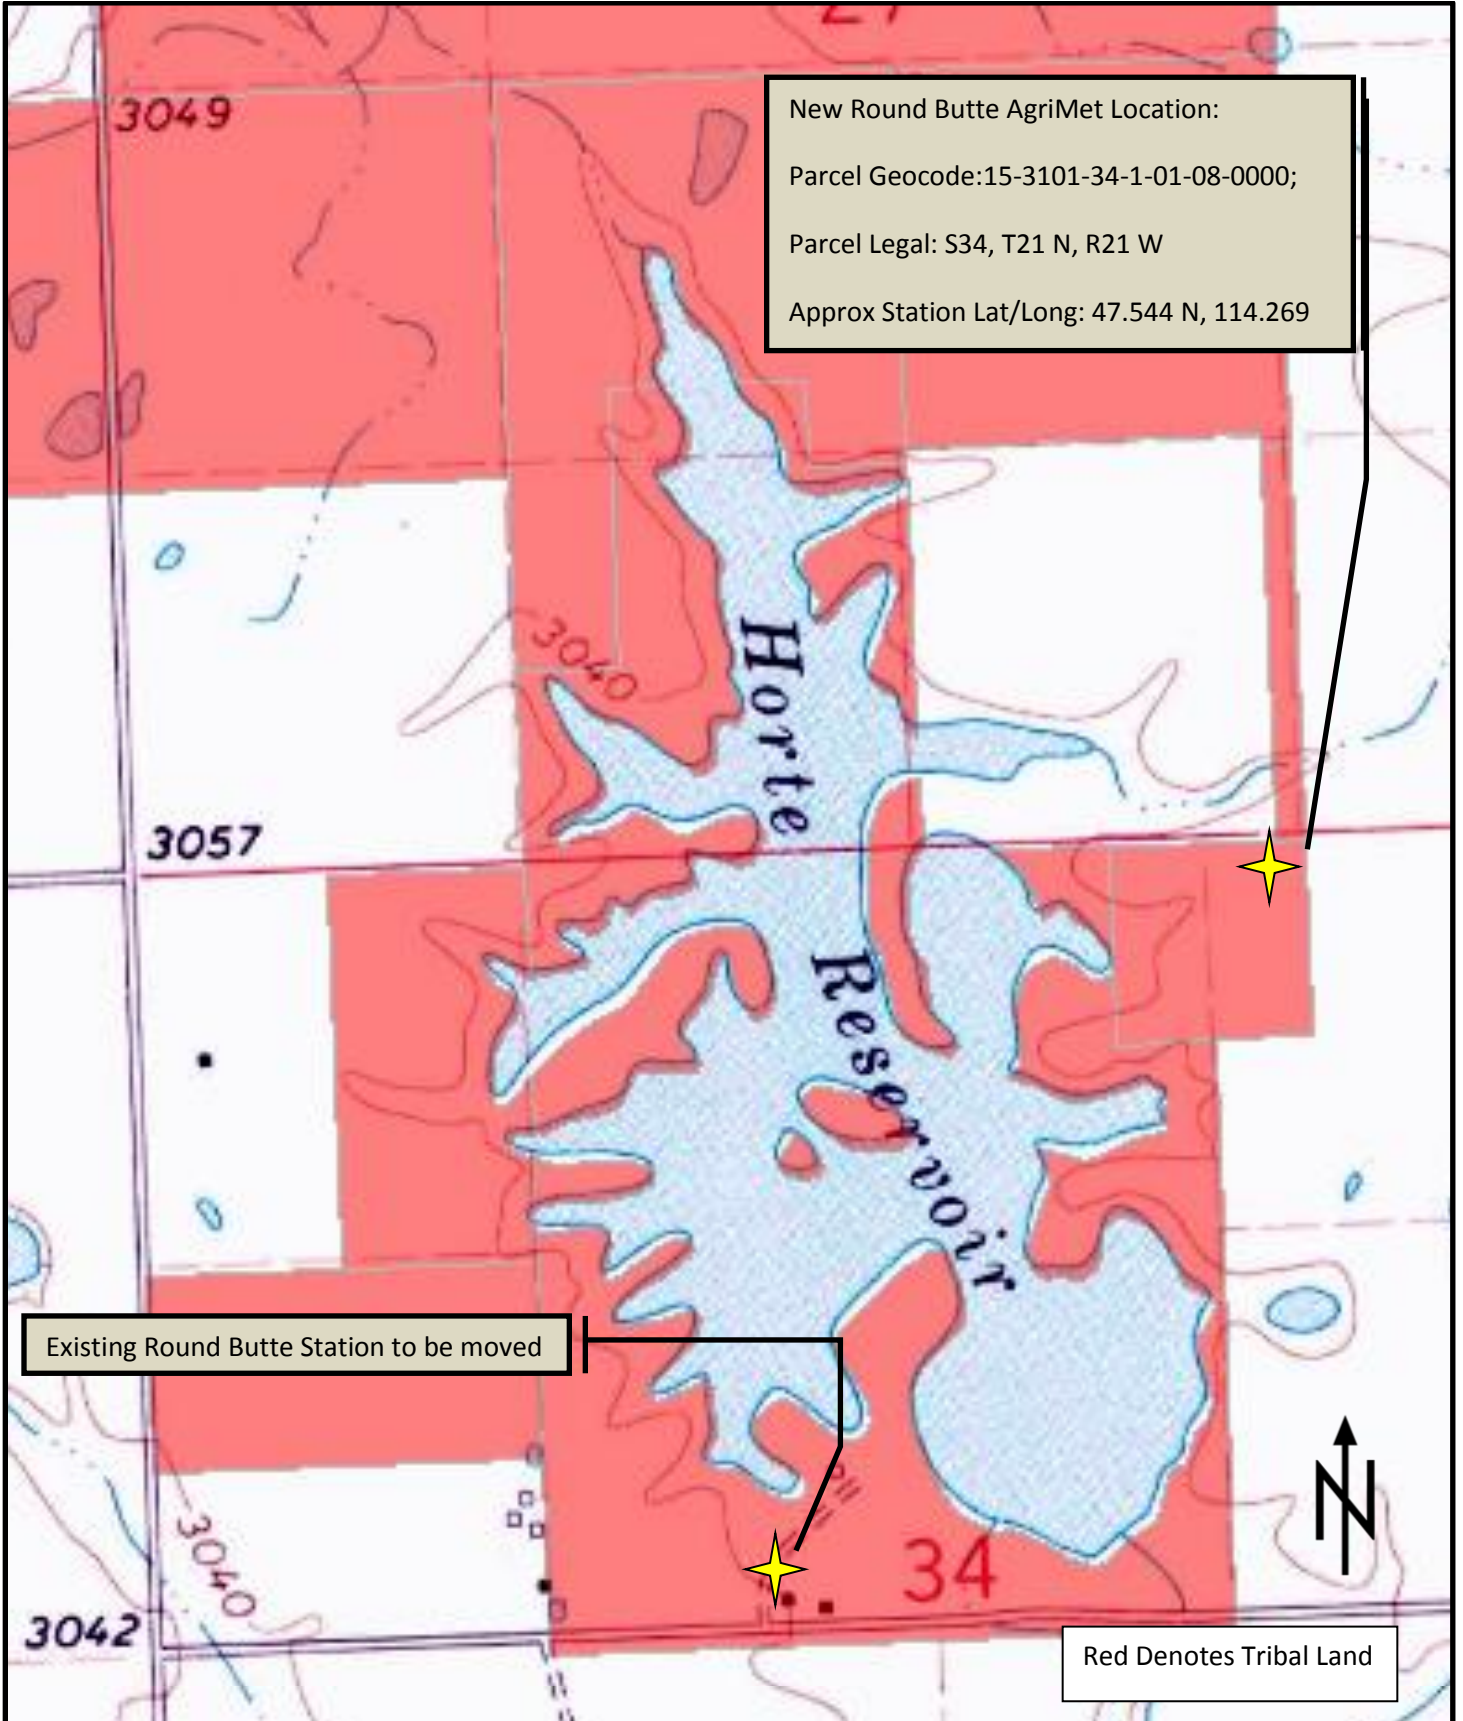 27
3049
New Round Butte AgriMet Location:
Parcel Geocode:15-3101-34-1-01-08-0000;
Parcel Legal: S34, T21 N, R21 W
Approx Station Lat/Long: 47.544 N, 114.269
3040
Horte
3057
Reservoir
Existing Round Butte Station to be moved
N
34
3040
3042
Red Denotes Tribal Land